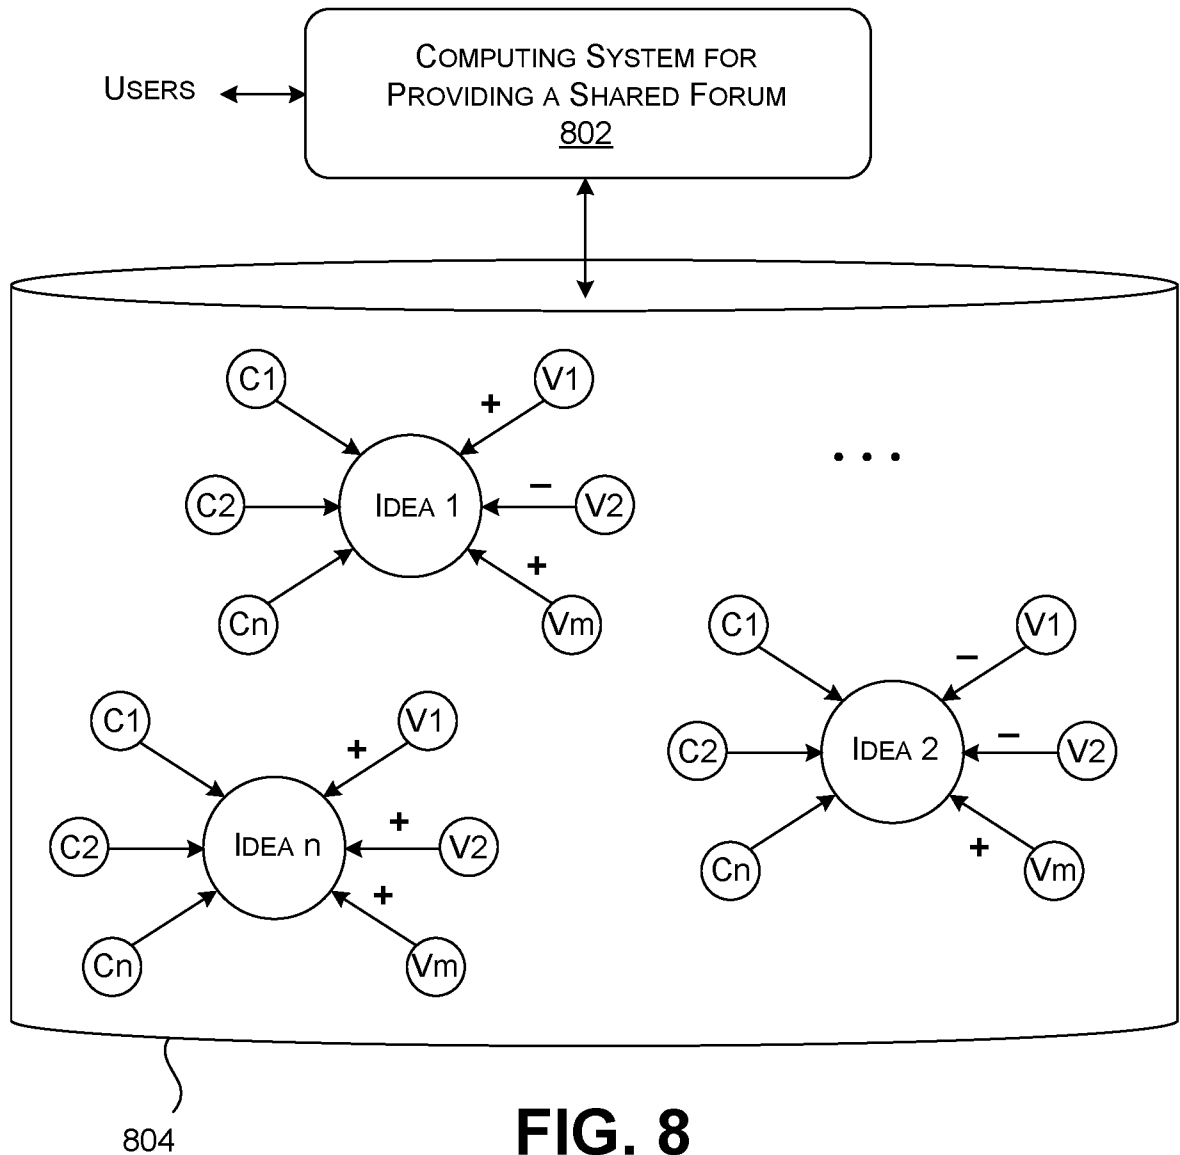 USERS
COMPUTING SYSTEM FOR
PROVIDING A SHARED FORUM
802
C1
V1
+
. . .
C2
IDEA 1
–
V2
+
Cn
Vm
C1
V1
–
C2
IDEA 2
–
V2
+
Cn
Vm
C1
V1
+
C2
IDEA n
+
V2
+
Cn
Vm
804
FIG. 8